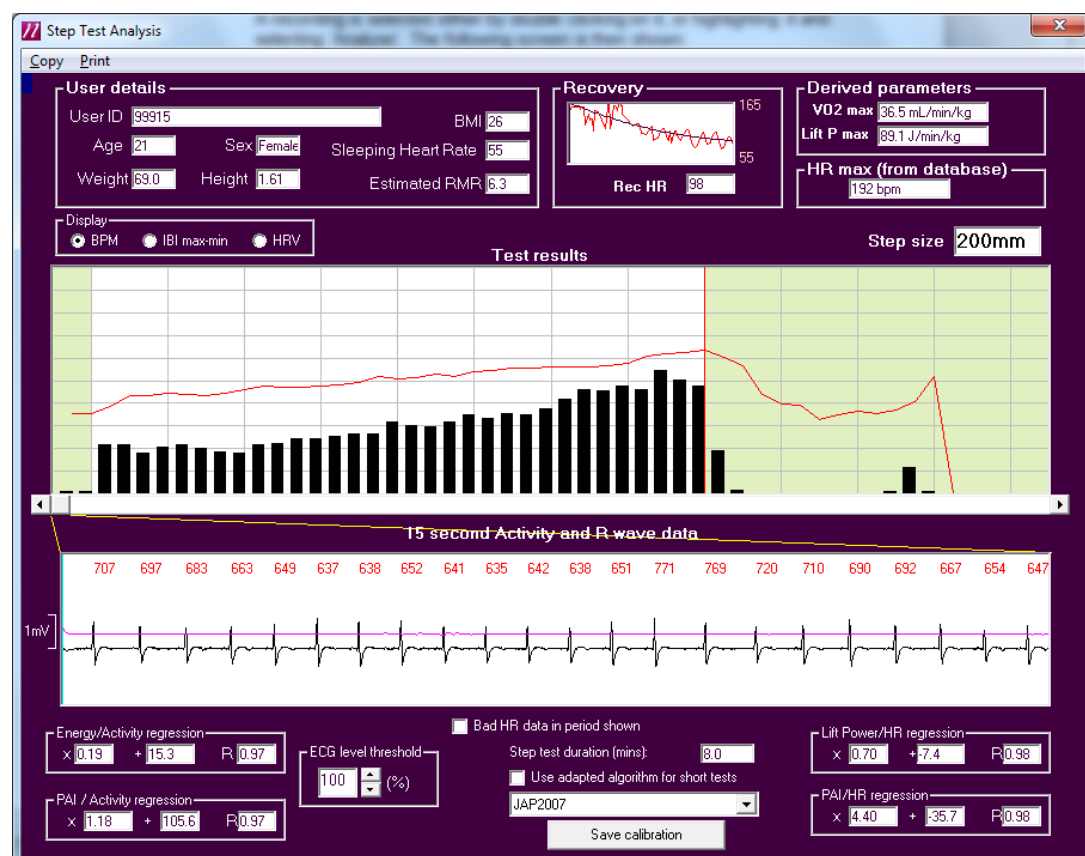 A recording is selected either by double clicking on it, or highlighting it and
selecting 'Analyse'. The following screen is then shown:
Step Test Analysis
Copy Print
User details
User ID 99915
BMI 26
Age 21 Sex Female
Sleeping Heart Rate 55
Weight 69.0 Height 1.61
Estimated RMR 6.3
Recovery
165
55
Rec HR 98
Derived parameters
VO2 max 36.5 mL/min/kg
Lift P max 89.1 J/min/kg
HR max (from database)
192 bpm
Display
BPM IBI max-min HRV
Step size 200mm
Test results
15 second Activity and R wave data
707 697 683 663 649 637 638 652 641 635 642 638 651 771 769 720 710 690 692 667 654 647
1mV
Energy/Activity regression
x 0.19 + 15.3 R 0.97
PAI / Activity regression
x 1.18 + 105.6 R 0.97
ECG level threshold
100 (%)
Bad HR data in period shown
Step test duration (mins): 8.0
Use adapted algorithm for short tests
JAP2007
Save calibration
Lift Power/HR regression
x 0.70 + -7.4 R 0.98
PAI/HR regression
x 4.40 + -35.7 R 0.98